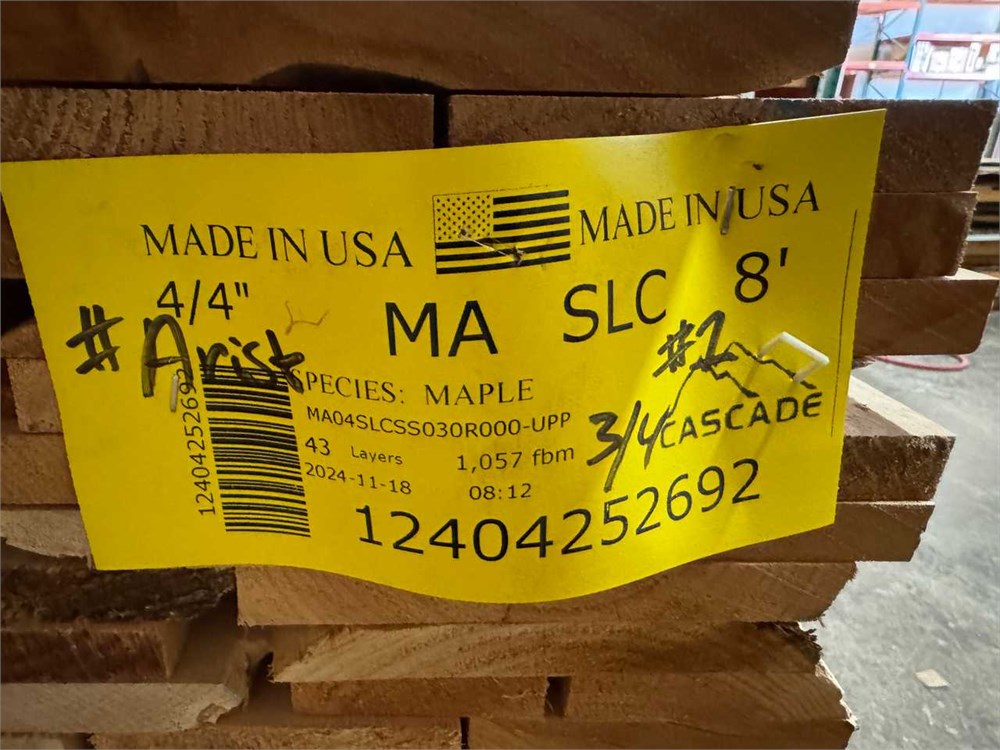 MADE IN USA MADE IN USA
4/4" MA SLC 8'
# Arist #2
SPECIES: MAPLE
MA04SLCSS030R000-UPP
3/4 CASCADE
43 Layers 1,057 fbm
2024-11-18 08:12
12404252692
12404252692